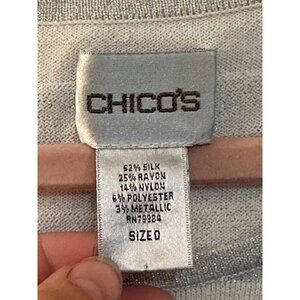 CHICO'S
52% SILK
25% RAYON
14% NYLON
6% POLYESTER
3% METALLIC
RN79984
SIZE 0